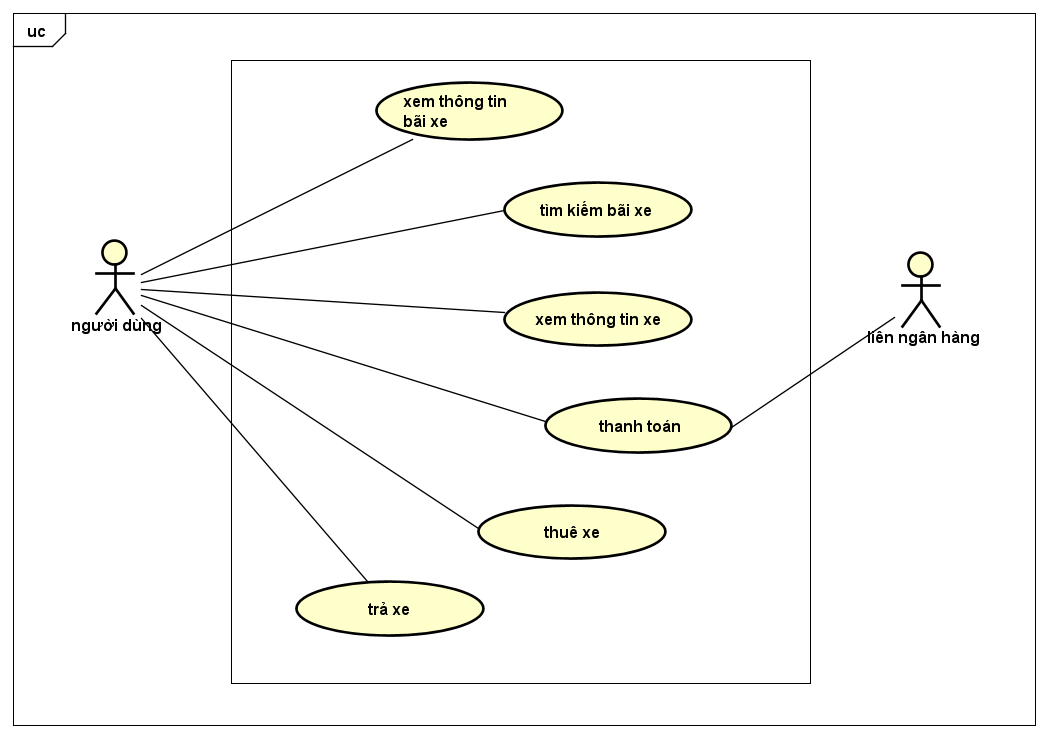 uc
xem thông tin
bãi xe
tìm kiếm bãi xe
người dùng
xem thông tin xe
liên ngân hàng
thanh toán
thuê xe
trả xe